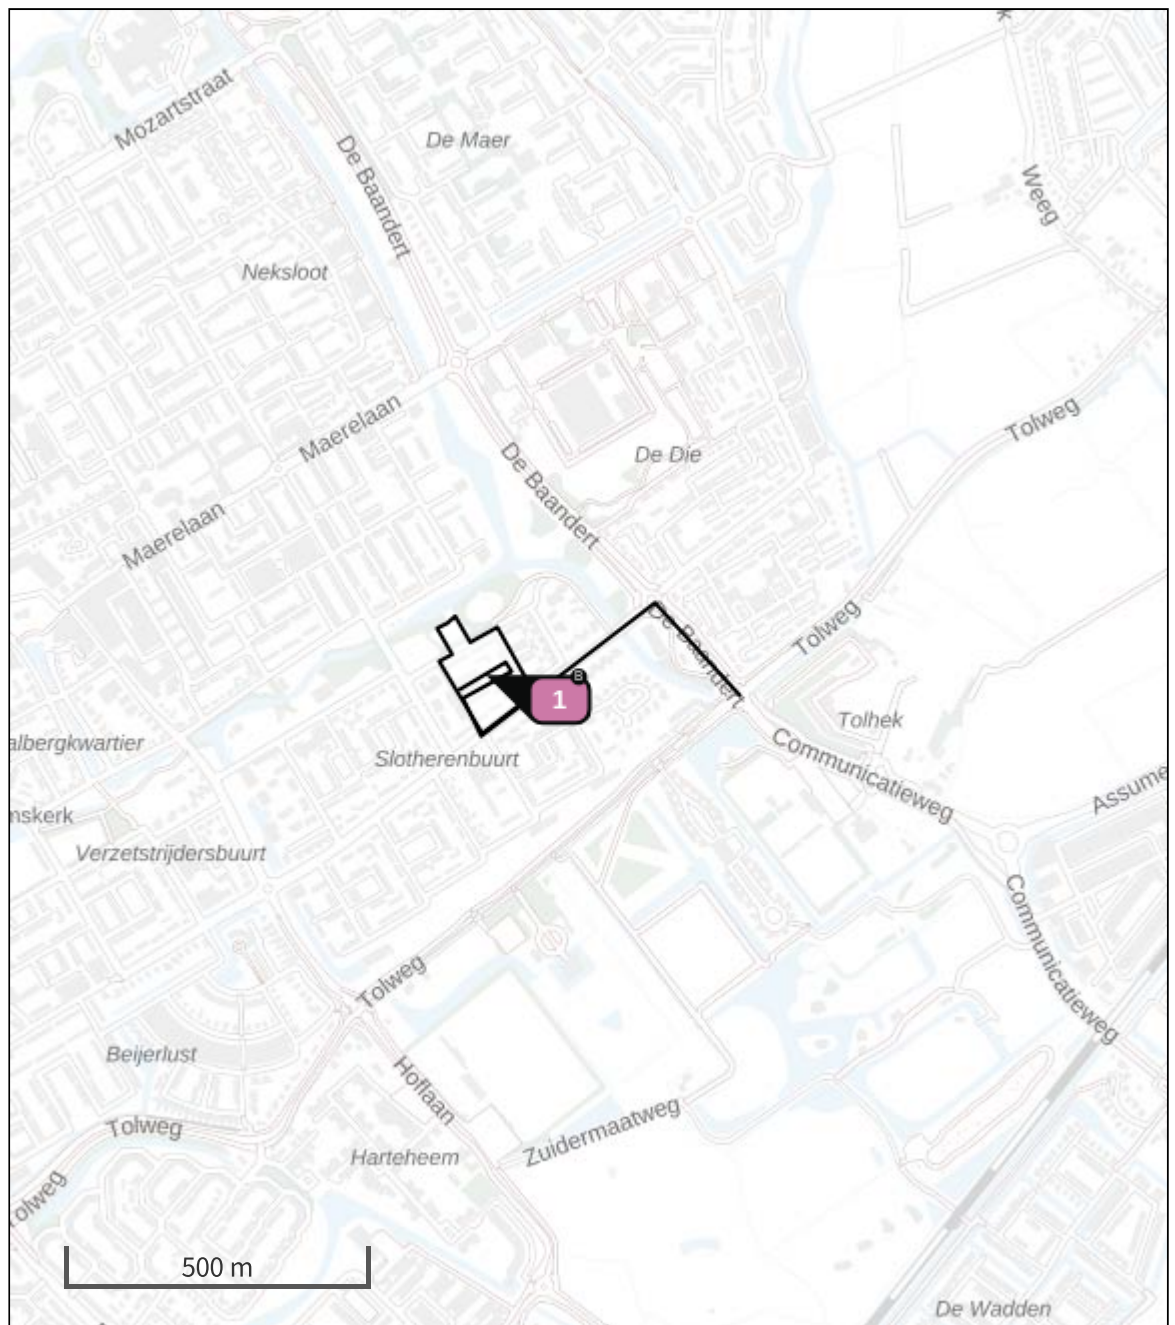 Mozartstraat
De Maer
De Baandert
Weeg
Neksloot
Maerelaan
Tolweg
De Die
De Baandert
Maerelaan
Tolweg
De Baandert
B
1
Tolhek
albergkwartier
Slotherenbuurt
Communicatieweg
Assume
nskerk
Verzetstrijdersbuurt
Communicatieweg
Tolweg
Beijerlust
Hoflaan
Tolweg
Zuidermaatweg
Harteheem
Tolweg
500 m
De Wadden